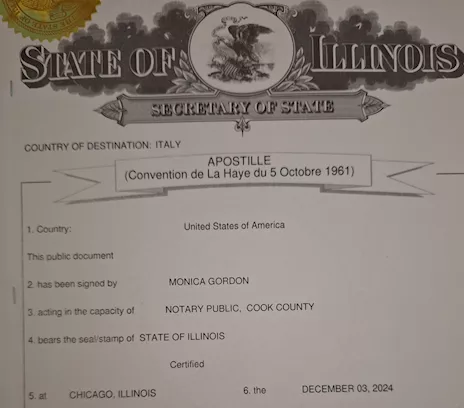 STATE OF ILLINOIS
SECRETARY OF STATE
COUNTRY OF DESTINATION: ITALY
APOSTILLE
(Convention de La Haye du 5 Octobre 1961)
1. Country: United States of America
This public document
2. has been signed by MONICA GORDON
3. acting in the capacity of NOTARY PUBLIC, COOK COUNTY
4. bears the seal/stamp of STATE OF ILLINOIS
Certified
5. at CHICAGO, ILLINOIS 6. the DECEMBER 03, 2024